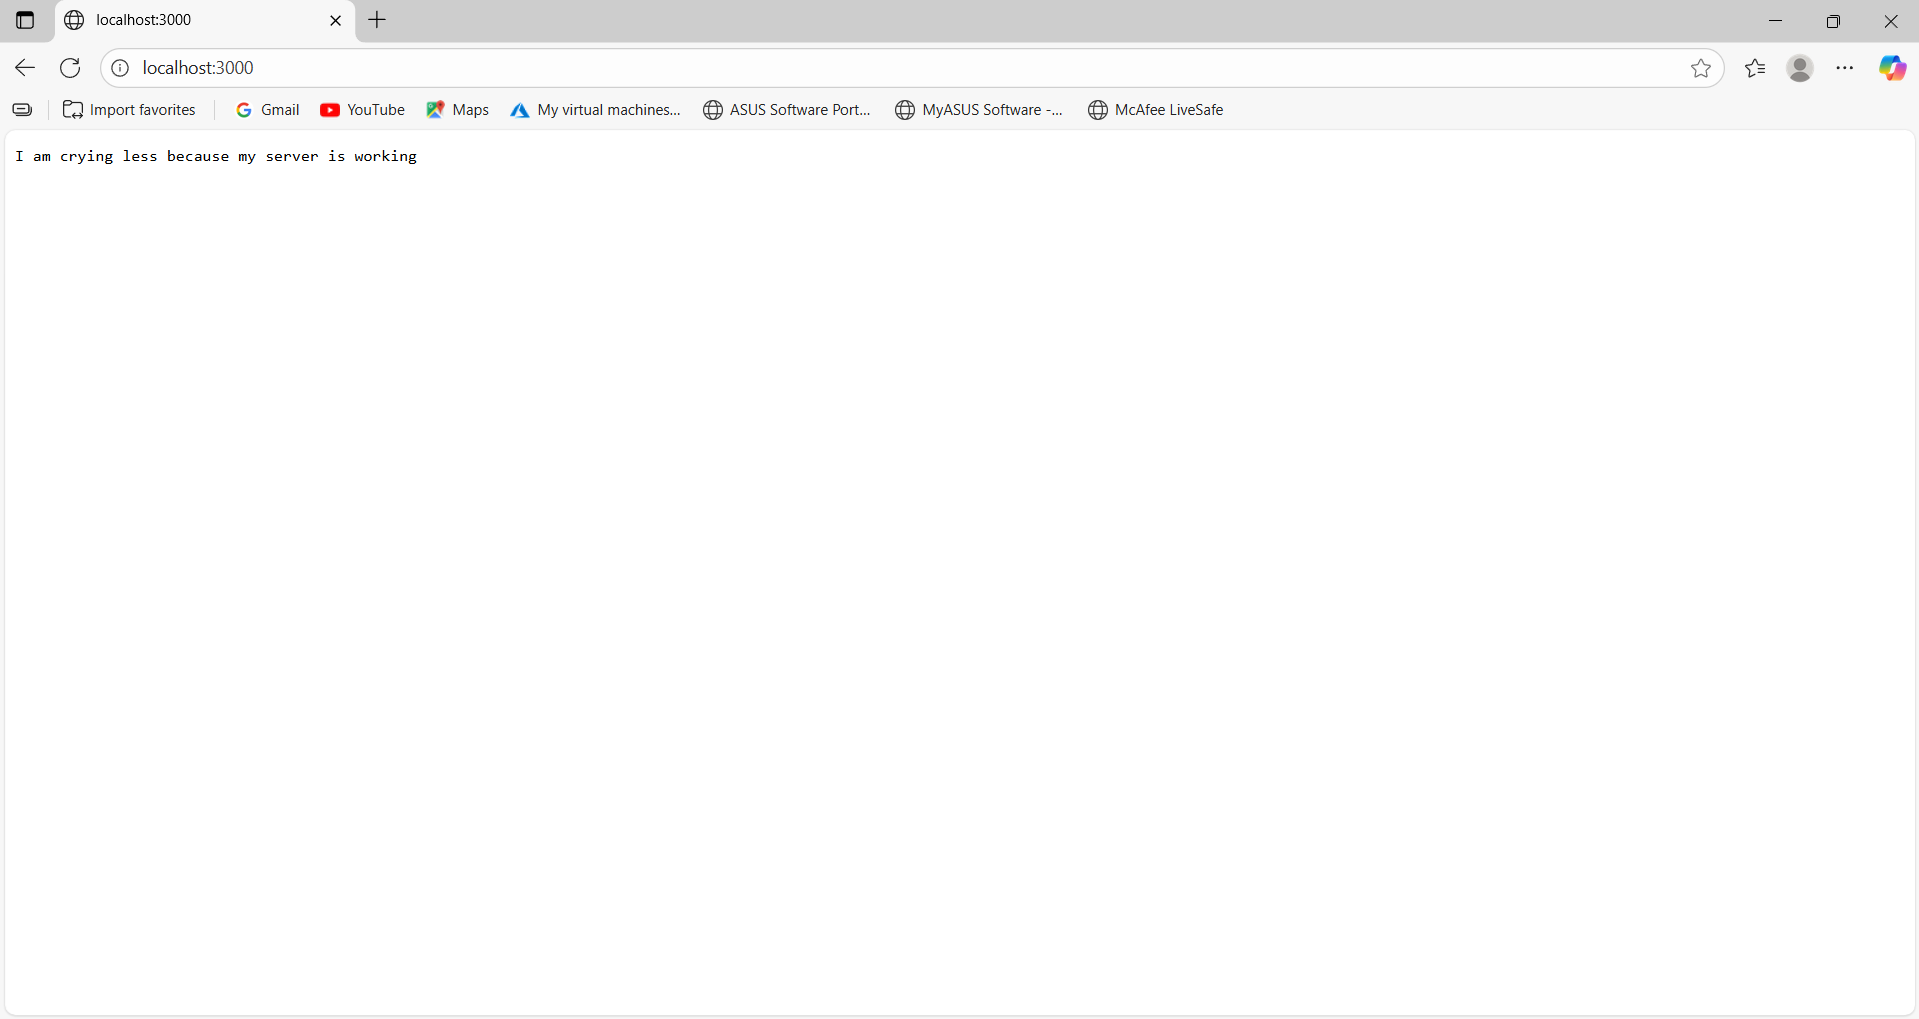 localhost:3000
localhost:3000
Import favorites Gmail YouTube Maps My virtual machines... ASUS Software Port... MyASUS Software -... McAfee LiveSafe
I am crying less because my server is working